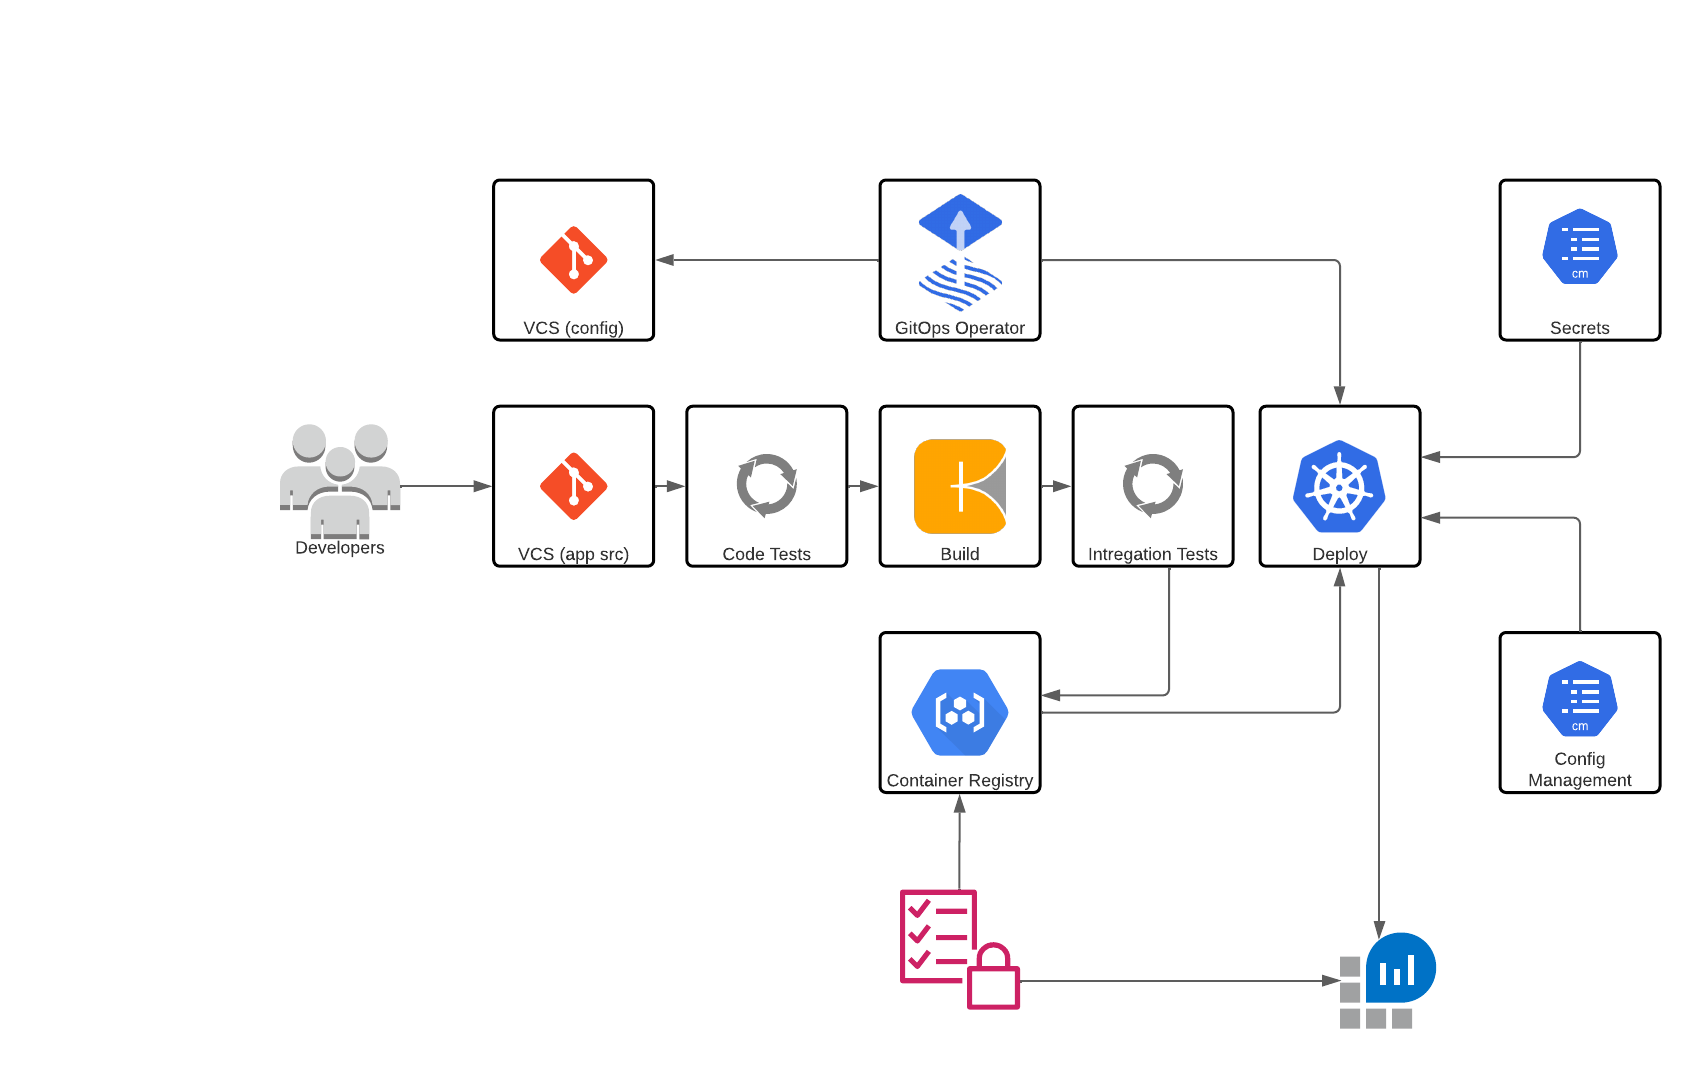 cm
VCS (config)
GitOps Operator
Secrets
Developers
VCS (app src)
Code Tests
Build
Intregation Tests
Deploy
cm
Container Registry
Config
Management